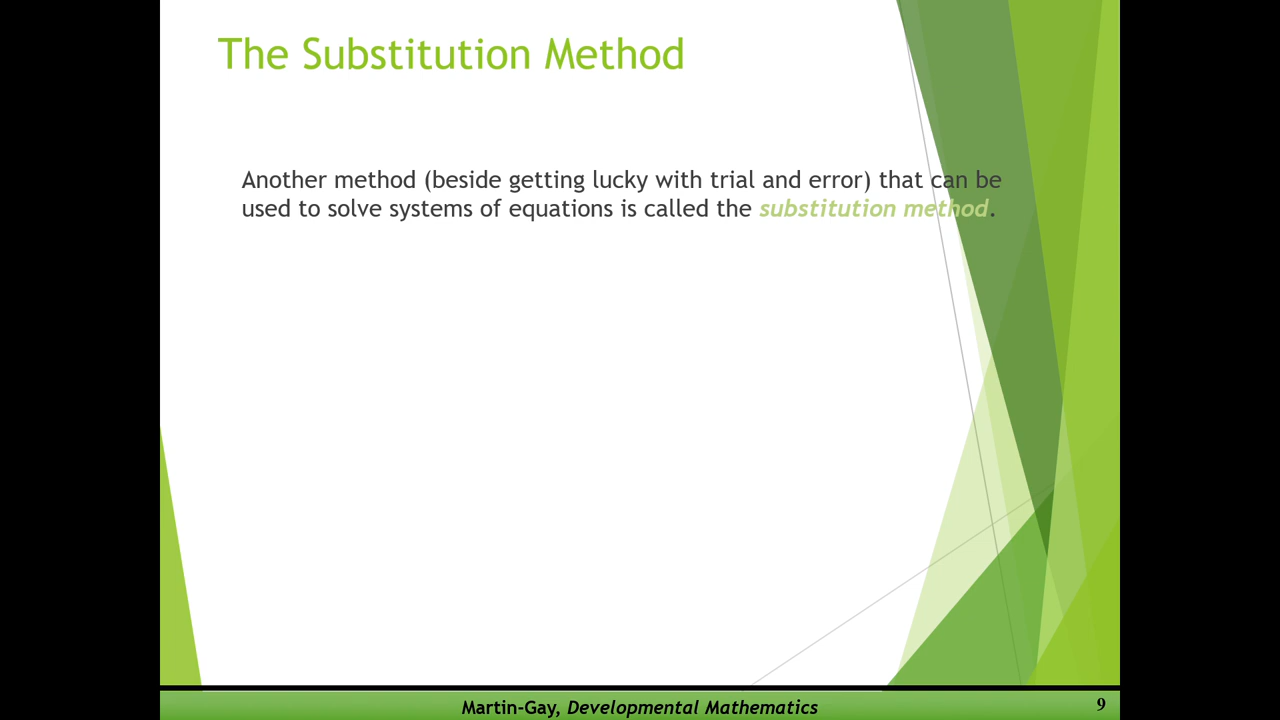 The Substitution Method
Another method (beside getting lucky with trial and error) that can be
used to solve systems of equations is called the substitution method.
Martin-Gay, Developmental Mathematics
9